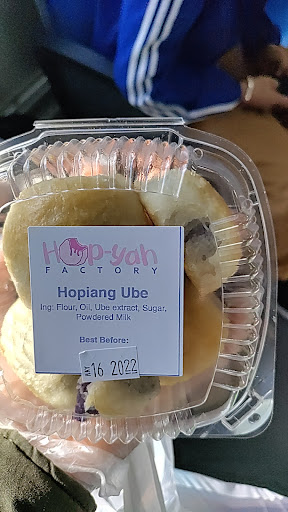 Hop-yah
FACTORY
Hopiang Ube
Ing: Flour, Oil, Ube extract, Sugar,
Powdered Milk
Best Before:
16 2022